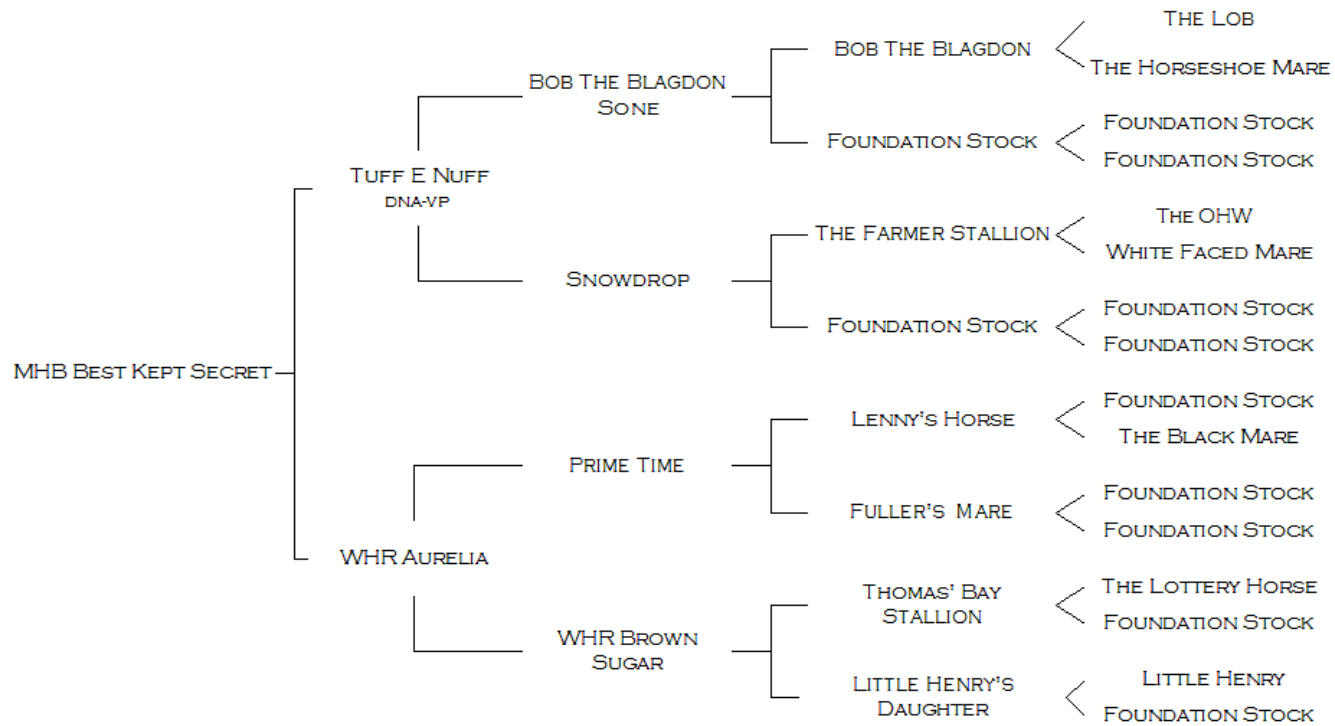 The Lob
Bob The Blagdon
The Horseshoe Mare
Bob The Blagdon
Sone
Foundation Stock
Foundation Stock
Foundation Stock
Tuff E Nuff
DNA-VP
The OHW
The Farmer Stallion
White Faced Mare
Snowdrop
Foundation Stock
Foundation Stock
Foundation Stock
MHB Best Kept Secret
Foundation Stock
Lenny's Horse
The Black Mare
Prime Time
Foundation Stock
Fuller's Mare
Foundation Stock
WHR Aurelia
The Lottery Horse
Thomas' Bay
Stallion
Foundation Stock
WHR Brown
Sugar
Little Henry
Little Henry's
Daughter
Foundation Stock